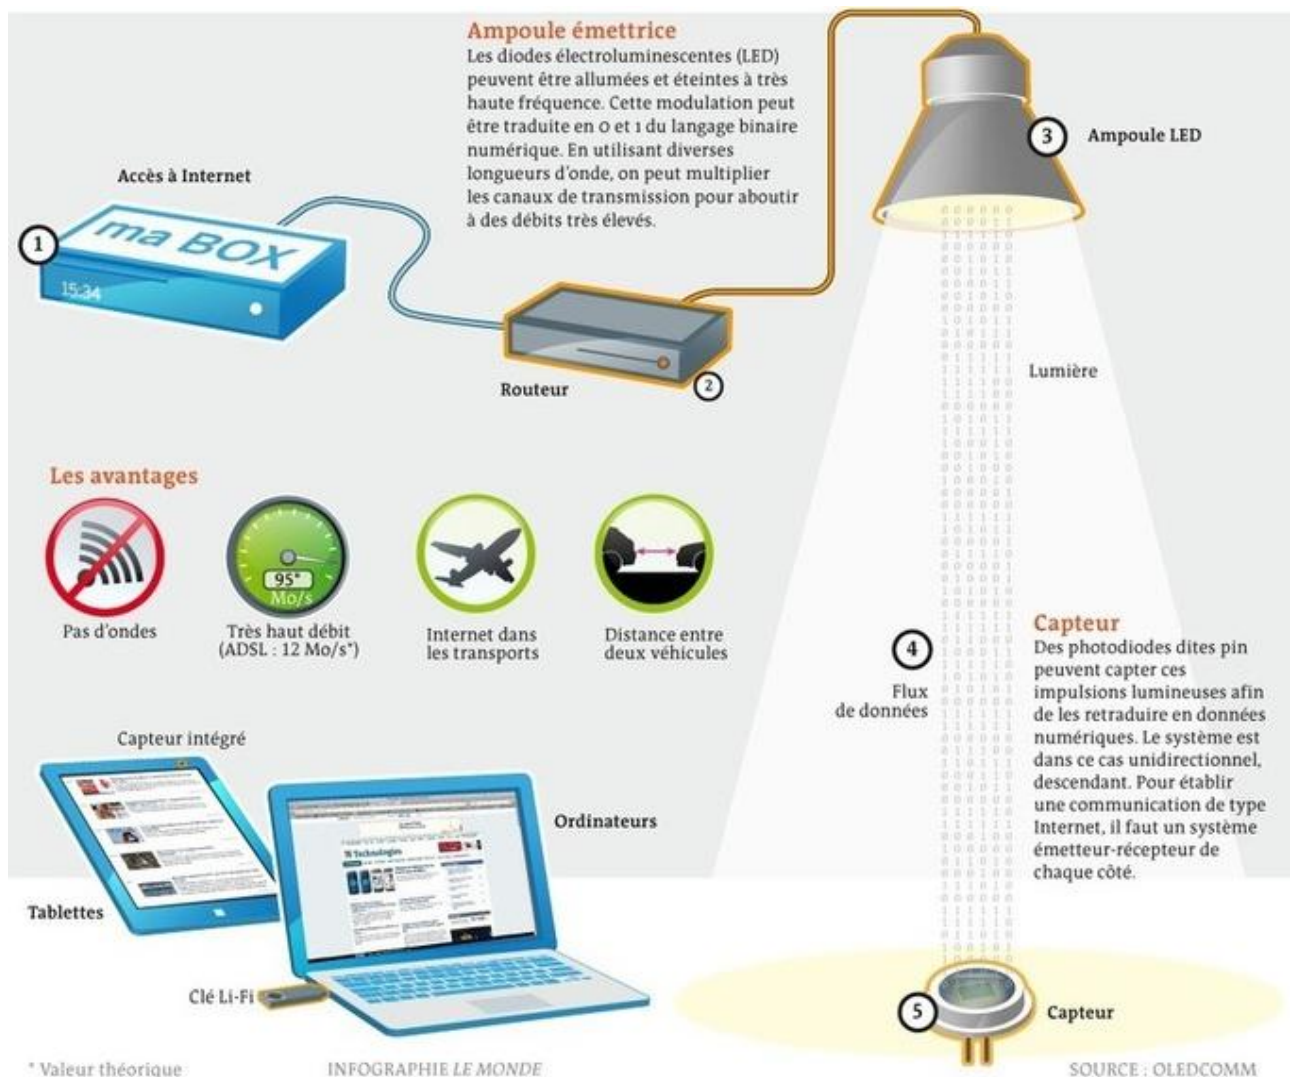 Ampoule émettrice
Les diodes électroluminescentes (LED)
peuvent être allumées et éteintes à très
haute fréquence. Cette modulation peut
être traduite en 0 et 1 du langage binaire
numérique. En utilisant diverses
longueurs d'onde, on peut multiplier
les canaux de transmission pour aboutir
à des débits très élevés.
3
Ampoule LED
Accès à Internet
1
ma BOX
15:34
Routeur
2
Lumière
Les avantages
95*
Mo/s
Pas d'ondes
Très haut débit
(ADSL : 12 Mo/s*)
Internet dans
les transports
Distance entre
deux véhicules
4
Flux
de données
Capteur
Des photodiodes dites pin
peuvent capter ces
impulsions lumineuses afin
de les retraduire en données
numériques. Le système est
dans ce cas unidirectionnel,
descendant. Pour établir
une communication de type
Internet, il faut un système
émetteur-récepteur de
chaque côté.
Capteur intégré
Technologies
Ordinateurs
Tablettes
Clé Li-Fi
5
Capteur
* Valeur théorique
INFOGRAPHIE LE MONDE
SOURCE : OLEDCOMM